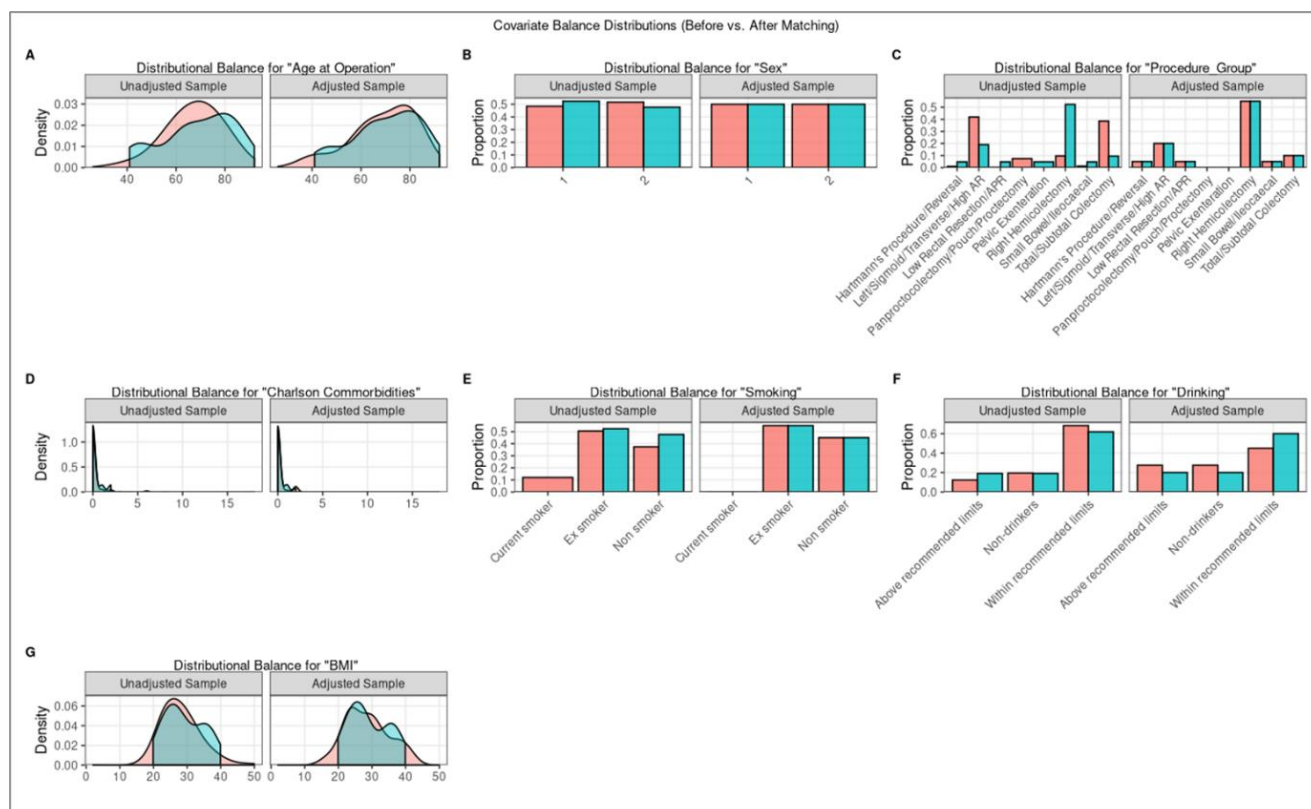 Covariate Balance Distributions (Before vs. After Matching)
A
Distributional Balance for "Age at Operation"
Unadjusted Sample
Adjusted Sample
Density
0.03
0.02
0.01
0.00
40 60 80
40 60 80
B
Distributional Balance for "Sex"
Unadjusted Sample
Adjusted Sample
Proportion
0.5
0.4
0.3
0.2
0.1
0.0
1 2
1 2
C
Distributional Balance for "Procedure_Group"
Unadjusted Sample
Adjusted Sample
Proportion
0.5
0.4
0.3
0.2
0.1
0.0
Hartmann's Procedure/Reversal
Left/Sigmoid/Transverse/High AR
Low Rectal Resection/APR
Panproctocolectomy/Pouch/Proctectomy
Pelvic Exenteration
Right Hemicolectomy
Small Bowel/Ileocaecal
Total/Subtotal Colectomy
Hartmann's Procedure/Reversal
Left/Sigmoid/Transverse/High AR
Low Rectal Resection/APR
Panproctocolectomy/Pouch/Proctectomy
Pelvic Exenteration
Right Hemicolectomy
Small Bowel/Ileocaecal
Total/Subtotal Colectomy
D
Distributional Balance for "Charlson Commorbidities"
Unadjusted Sample
Adjusted Sample
Density
1.0
0.5
0.0
0 5 10 15
0 5 10 15
E
Distributional Balance for "Smoking"
Unadjusted Sample
Adjusted Sample
Proportion
0.5
0.4
0.3
0.2
0.1
0.0
Current smoker
Ex smoker
Non smoker
Current smoker
Ex smoker
Non smoker
F
Distributional Balance for "Drinking"
Unadjusted Sample
Adjusted Sample
Proportion
0.6
0.4
0.2
0.0
Above recommended limits
Non-drinkers
Within recommended limits
Above recommended limits
Non-drinkers
Within recommended limits
G
Distributional Balance for "BMI"
Unadjusted Sample
Adjusted Sample
Density
0.06
0.04
0.02
0.00
0 10 20 30 40 50
0 10 20 30 40 50